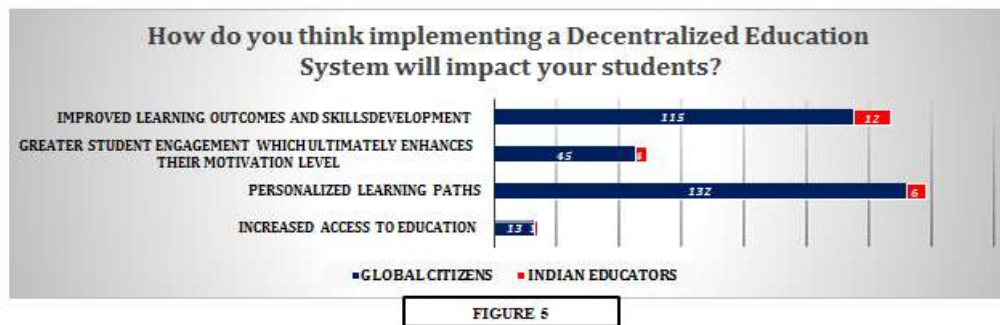 How do you think implementing a Decentralized Education
System will impact your students?
IMPROVED LEARNING OUTCOMES AND SKILLSDEVELOPMENT
115 12
GREATER STUDENT ENGAGEMENT WHICH ULTIMATELY ENHANCES
THEIR MOTIVATION LEVEL
45
PERSONALIZED LEARNING PATHS
132 6
INCREASED ACCESS TO EDUCATION
13 1
GLOBAL CITIZENS INDIAN EDUCATORS
FIGURE 5